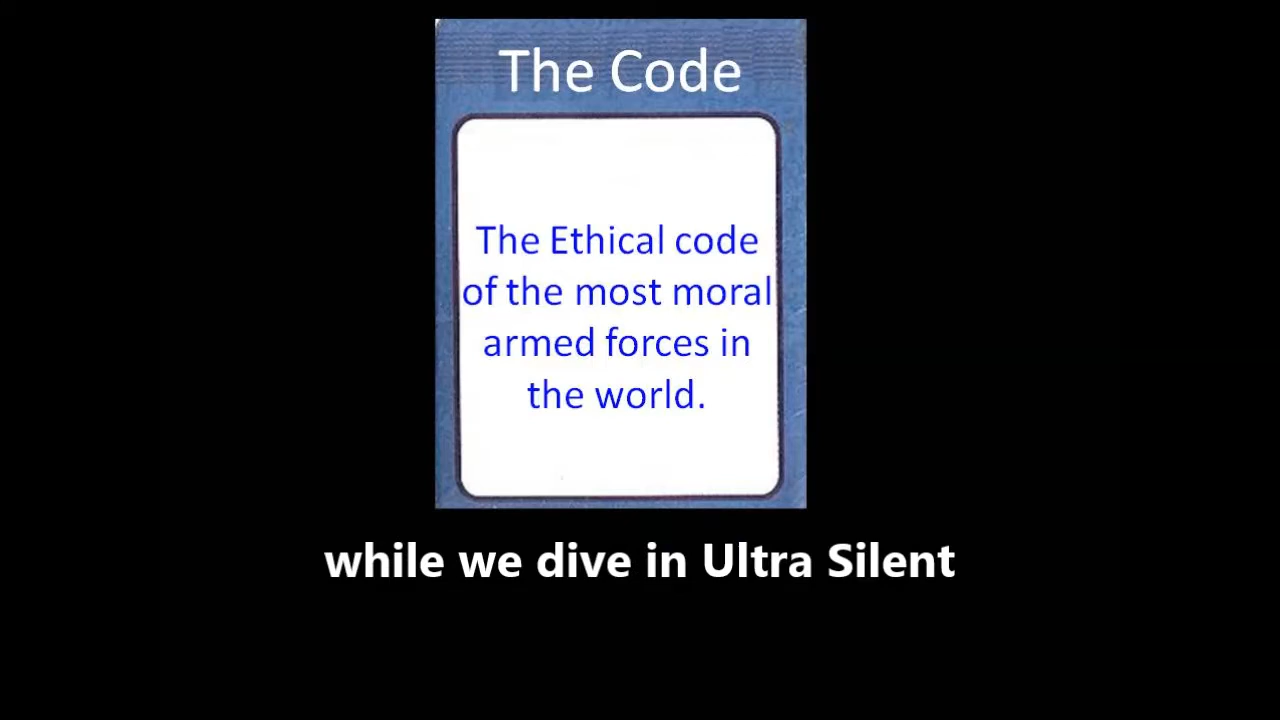 The Code
The Ethical code
of the most moral
armed forces in
the world.
while we dive in Ultra Silent